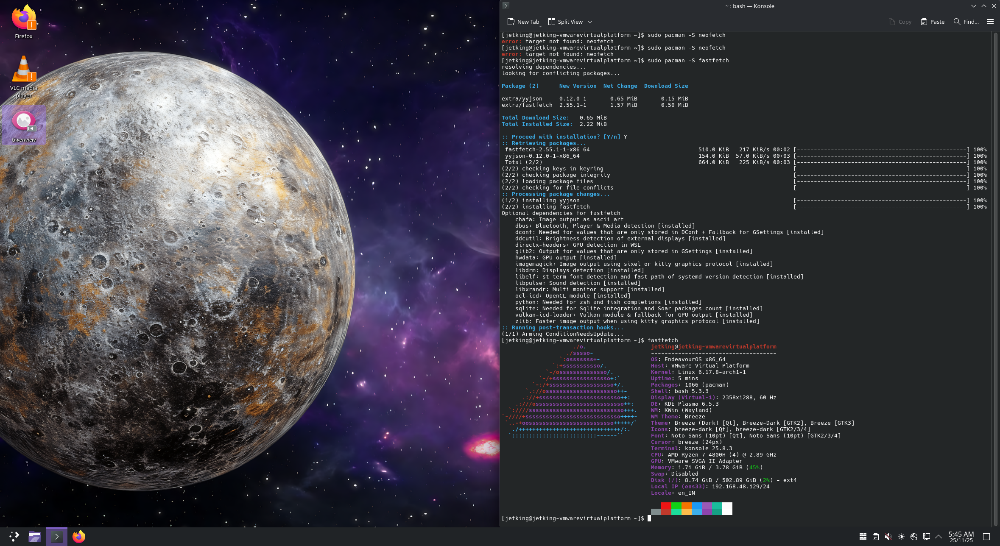 Firefox
VLC media
player
Gwenview
~ : bash — Konsole
New Tab
Split View
Copy
Paste
Find...
[jetking@jetking-vmwarevirtualplatform ~]$ sudo pacman -S neofetch
error: target not found: neofetch
[jetking@jetking-vmwarevirtualplatform ~]$ sudo pacman -S neofetch
error: target not found: neofetch
[jetking@jetking-vmwarevirtualplatform ~]$ sudo pacman -S fastfetch
resolving dependencies...
looking for conflicting packages...
Package (2)      New Version  Net Change  Download Size
extra/yyjson     0.12.0-1       0.65 MiB       0.15 MiB
extra/fastfetch  2.55.1-1       1.57 MiB       0.50 MiB
Total Download Size:   0.65 MiB
Total Installed Size:  2.22 MiB
:: Proceed with installation? [Y/n] Y
:: Retrieving packages...
 fastfetch-2.55.1-1-x86_64    510.0 KiB   217 KiB/s 00:02 [--------------------------------------------------] 100%
 yyjson-0.12.0-1-x86_64    154.0 KiB  57.0 KiB/s 00:03 [--------------------------------------------------] 100%
 Total (2/2)    664.0 KiB   225 KiB/s 00:03 [--------------------------------------------------] 100%
(2/2) checking keys in keyring    [--------------------------------------------------] 100%
(2/2) checking package integrity    [--------------------------------------------------] 100%
(2/2) loading package files    [--------------------------------------------------] 100%
(2/2) checking for file conflicts    [--------------------------------------------------] 100%
:: Processing package changes...
(1/2) installing yyjson    [--------------------------------------------------] 100%
(2/2) installing fastfetch    [--------------------------------------------------] 100%
Optional dependencies for fastfetch
    chafa: Image output as ascii art
    dbus: Bluetooth, Player & Media detection [installed]
    dconf: Needed for values that are only stored in DConf + Fallback for GSettings [installed]
    ddcutil: Brightness detection of external displays [installed]
    directx-headers: GPU detection in WSL
    glib2: Output for values that are only stored in GSettings [installed]
    hwdata: GPU output [installed]
    imagemagick: Image output using sixel or kitty graphics protocol [installed]
    libdrm: Displays detection [installed]
    libelf: st term font detection and fast path of systemd version detection [installed]
    libpulse: Sound detection [installed]
    libxrandr: Multi monitor support [installed]
    ocl-icd: OpenCL module [installed]
    python: Needed for zsh and fish completions [installed]
    sqlite: Needed for Sqlite integration and Soar packages count [installed]
    vulkan-icd-loader: Vulkan module & fallback for GPU output [installed]
    zlib: Faster image output when using kitty graphics protocol [installed]
:: Running post-transaction hooks...
(1/1) Arming ConditionNeedsUpdate...
[jetking@jetking-vmwarevirtualplatform ~]$ fastfetch
jetking@jetking-vmwarevirtualplatform
-------------------------------------
OS: EndeavourOS x86_64
Host: VMware Virtual Platform
Kernel: Linux 6.17.8-arch1-1
Uptime: 5 mins
Packages: 1066 (pacman)
Shell: bash 5.3.3
Display (Virtual-1): 2358x1288, 60 Hz
DE: KDE Plasma 6.5.3
WM: KWin (Wayland)
WM Theme: Breeze
Theme: Breeze (Dark) [Qt], Breeze-Dark [GTK2], Breeze [GTK3]
Icons: breeze-dark [Qt], breeze-dark [GTK2/3/4]
Font: Noto Sans (10pt) [Qt], Noto Sans (10pt) [GTK2/3/4]
Cursor: breeze (24px)
Terminal: konsole 25.8.3
CPU: AMD Ryzen 7 4800H (4) @ 2.89 GHz
GPU: VMware SVGA II Adapter
Memory: 1.71 GiB / 3.78 GiB (45%)
Swap: Disabled
Disk (/): 8.74 GiB / 502.89 GiB (2%) - ext4
Local IP (ens33): 192.168.48.129/24
Locale: en_IN
[jetking@jetking-vmwarevirtualplatform ~]$
5:45 AM
25/11/25